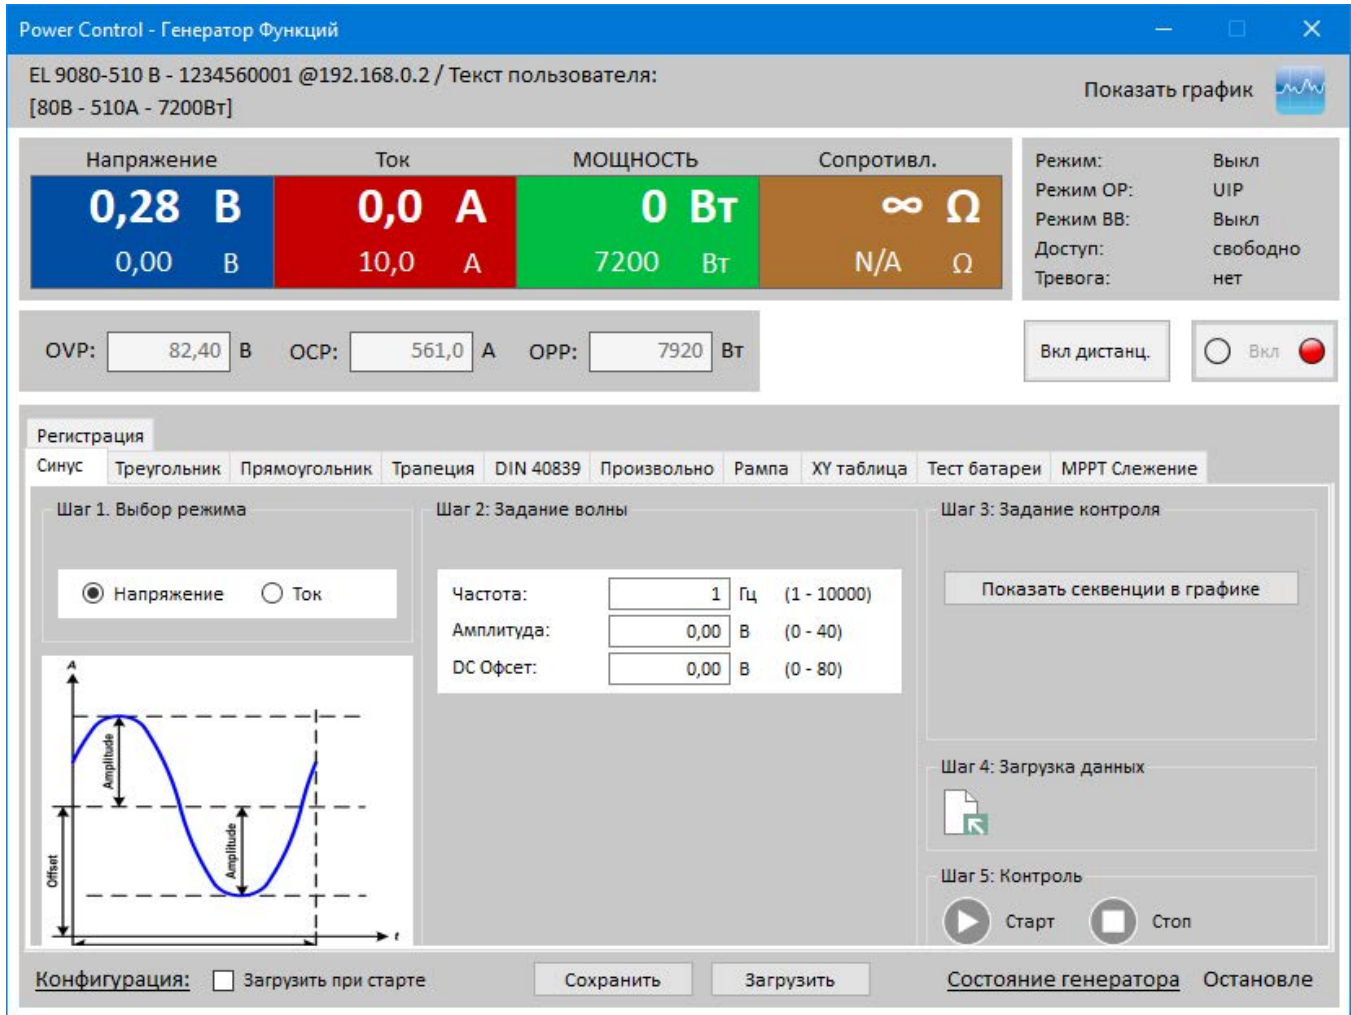 Power Control - Генератор Функций
EL 9080-510 B - 1234560001 @192.168.0.2 / Текст пользователя:
[80В - 510А - 7200Вт]
Показать график
Напряжение Ток МОЩНОСТЬ Сопротивл.
0,28 В 0,0 А 0 Вт ∞ Ω
0,00 В 10,0 А 7200 Вт N/A Ω
Режим: Выкл
Режим ОР: UIP
Режим ВВ: Выкл
Доступ: свободно
Тревога: нет
OVP: 82,40 В OCP: 561,0 А OPP: 7920 Вт
Вкл дистанц.
Вкл
Регистрация
Синус Треугольник Прямоугольник Трапеция DIN 40839 Произвольно Рампа XY таблица Тест батареи МРРТ Слежение
Шаг 1. Выбор режима
Напряжение Ток
Шаг 2: Задание волны
Частота: 1 Гц (1 - 10000)
Амплитуда: 0,00 В (0 - 40)
DC Офсет: 0,00 В (0 - 80)
Шаг 3: Задание контроля
Показать секвенции в графике
A
Amplitude
Amplitude
Offset
t
Шаг 4: Загрузка данных
Шаг 5: Контроль
Старт Стоп
Конфигурация: Загрузить при старте Сохранить Загрузить Состояние генератора Остановле